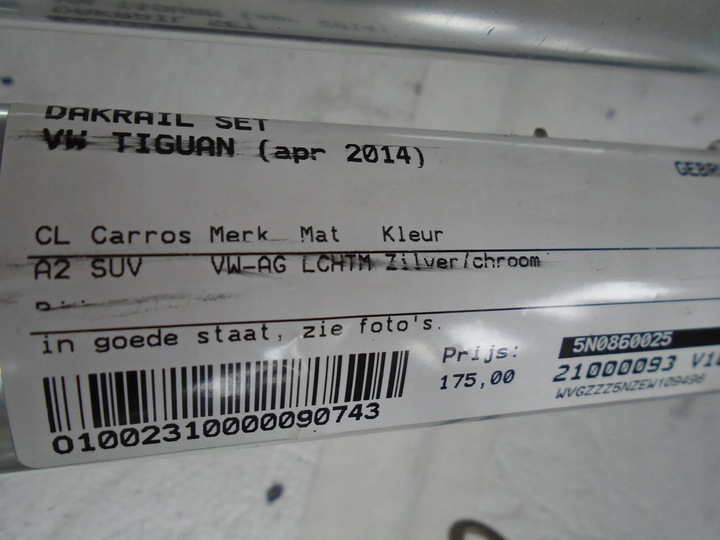 DAKRAIL SET
VW TIGUAN (apr 2014)
CL Carros Merk Mat Kleur
A2 SUV VW-AG LCHTM Zilver/chroom
in goede staat, zie foto's.
Prijs:
175,00
5N0860025
21000093
WVGZZZ5NZEW109496
01002310000090743